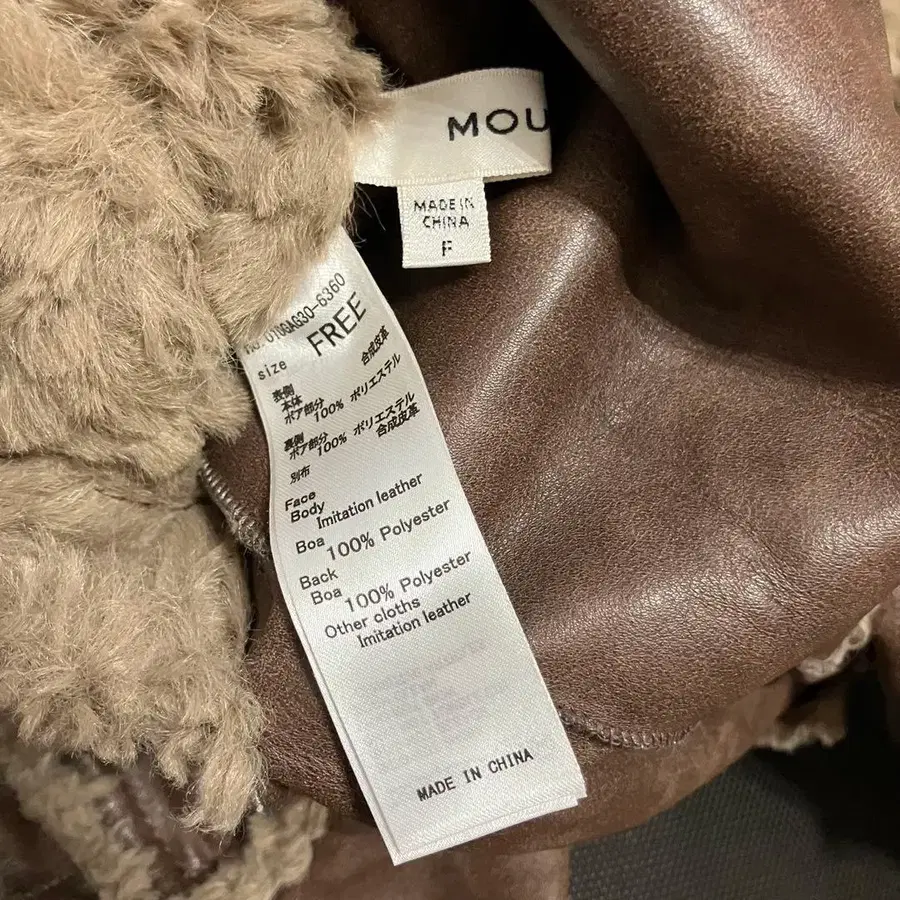 MOU
MADE IN
CHINA
F
size FREE
表側
本体 合成皮革
ボア部分 100% ポリエステル
裏側
ボア部分 100% ポリエステル
別布 合成皮革
Face
Body Imitation leather
Boa 100% Polyester
Back
Boa 100% Polyester
Other cloths
Imitation leather
MADE IN CHINA